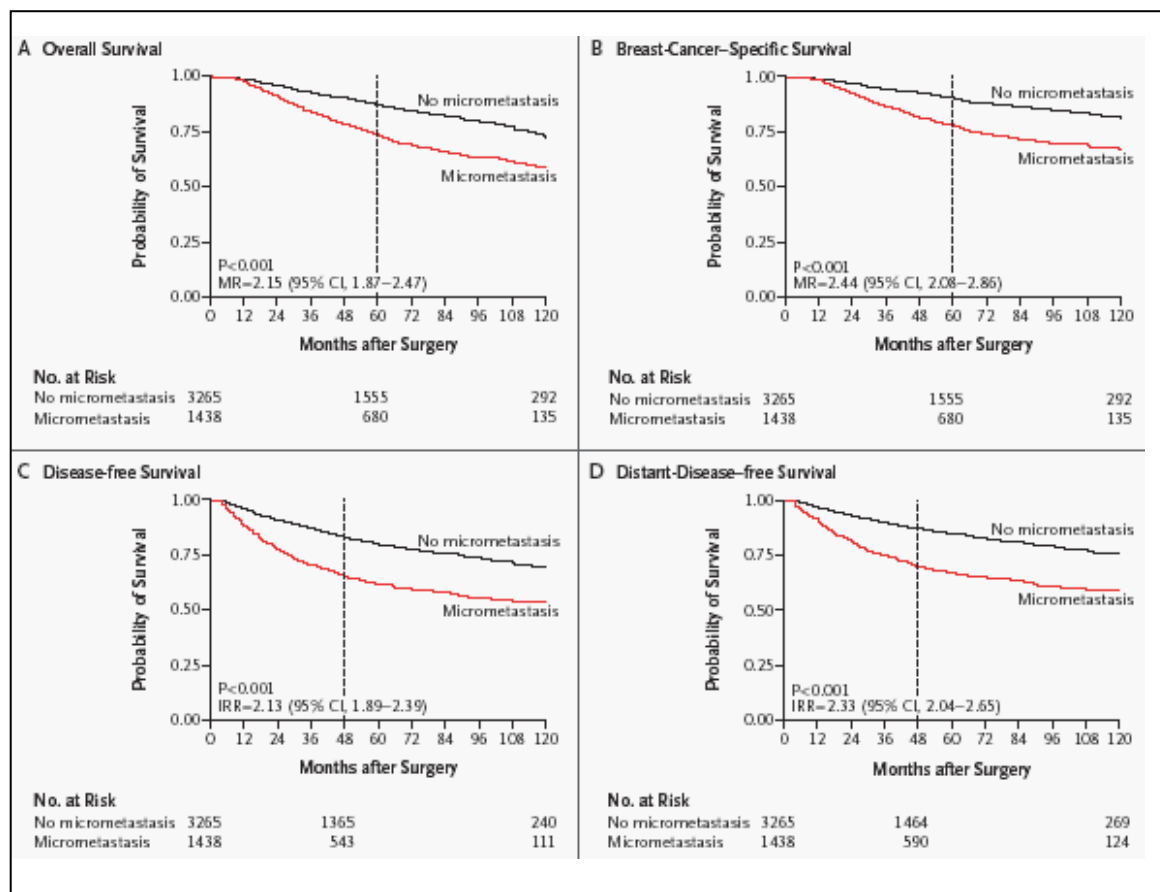 A Overall Survival
Probability of Survival
1.00
0.75
0.50
0.25
0.00
No micrometastasis
Micrometastasis
P<0.001
MR=2.15 (95% CI, 1.87–2.47)
0 12 24 36 48 60 72 84 96 108 120
Months after Surgery
No. at Risk
No micrometastasis 3265 1555 292
Micrometastasis 1438 680 135
B Breast-Cancer–Specific Survival
Probability of Survival
1.00
0.75
0.50
0.25
0.00
No micrometastasis
Micrometastasis
P<0.001
MR=2.44 (95% CI, 2.08–2.86)
0 12 24 36 48 60 72 84 96 108 120
Months after Surgery
No. at Risk
No micrometastasis 3265 1555 292
Micrometastasis 1438 680 135
C Disease-free Survival
Probability of Survival
1.00
0.75
0.50
0.25
0.00
No micrometastasis
Micrometastasis
P<0.001
IRR=2.13 (95% CI, 1.89–2.39)
0 12 24 36 48 60 72 84 96 108 120
Months after Surgery
No. at Risk
No micrometastasis 3265 1365 240
Micrometastasis 1438 543 111
D Distant-Disease–free Survival
Probability of Survival
1.00
0.75
0.50
0.25
0.00
No micrometastasis
Micrometastasis
P<0.001
IRR=2.33 (95% CI, 2.04–2.65)
0 12 24 36 48 60 72 84 96 108 120
Months after Surgery
No. at Risk
No micrometastasis 3265 1464 269
Micrometastasis 1438 590 124